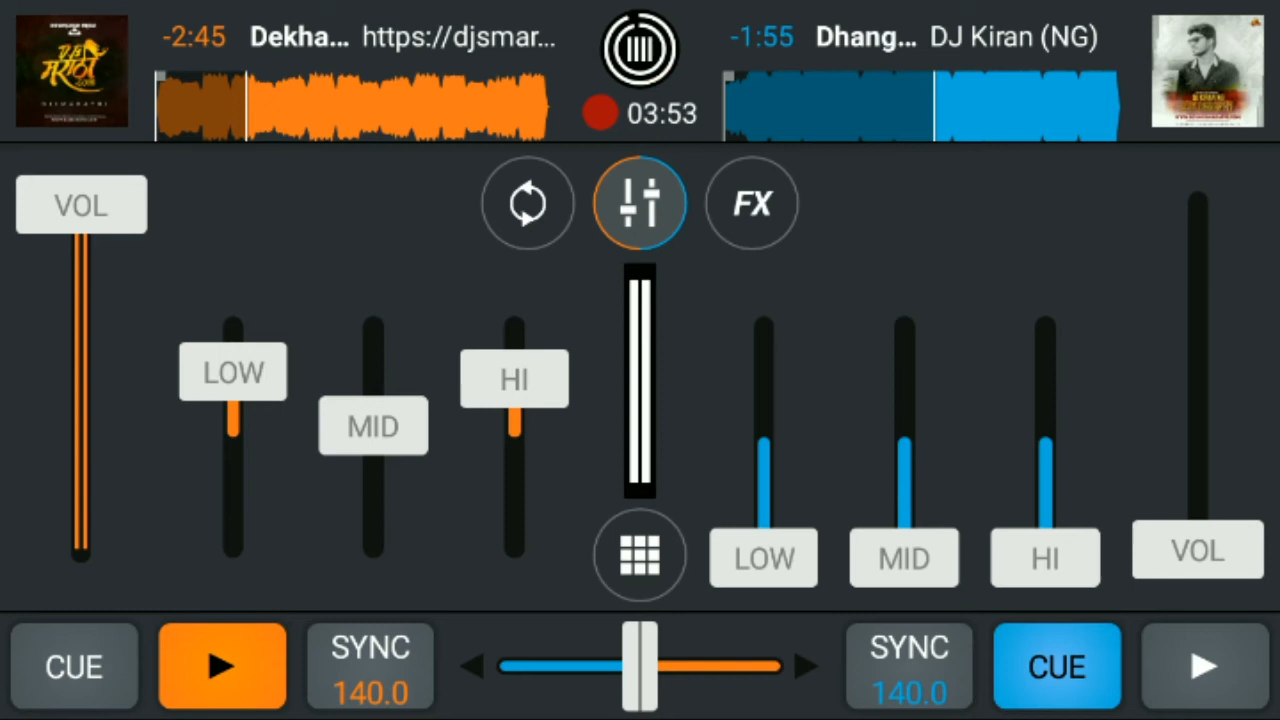 -2:45 Dekha... https://djsmar...
-1:55 Dhang... DJ Kiran (NG)
मराठी
03:53
VOL
FX
LOW
MID
HI
LOW
MID
HI
VOL
CUE
SYNC
140.0
SYNC
140.0
CUE